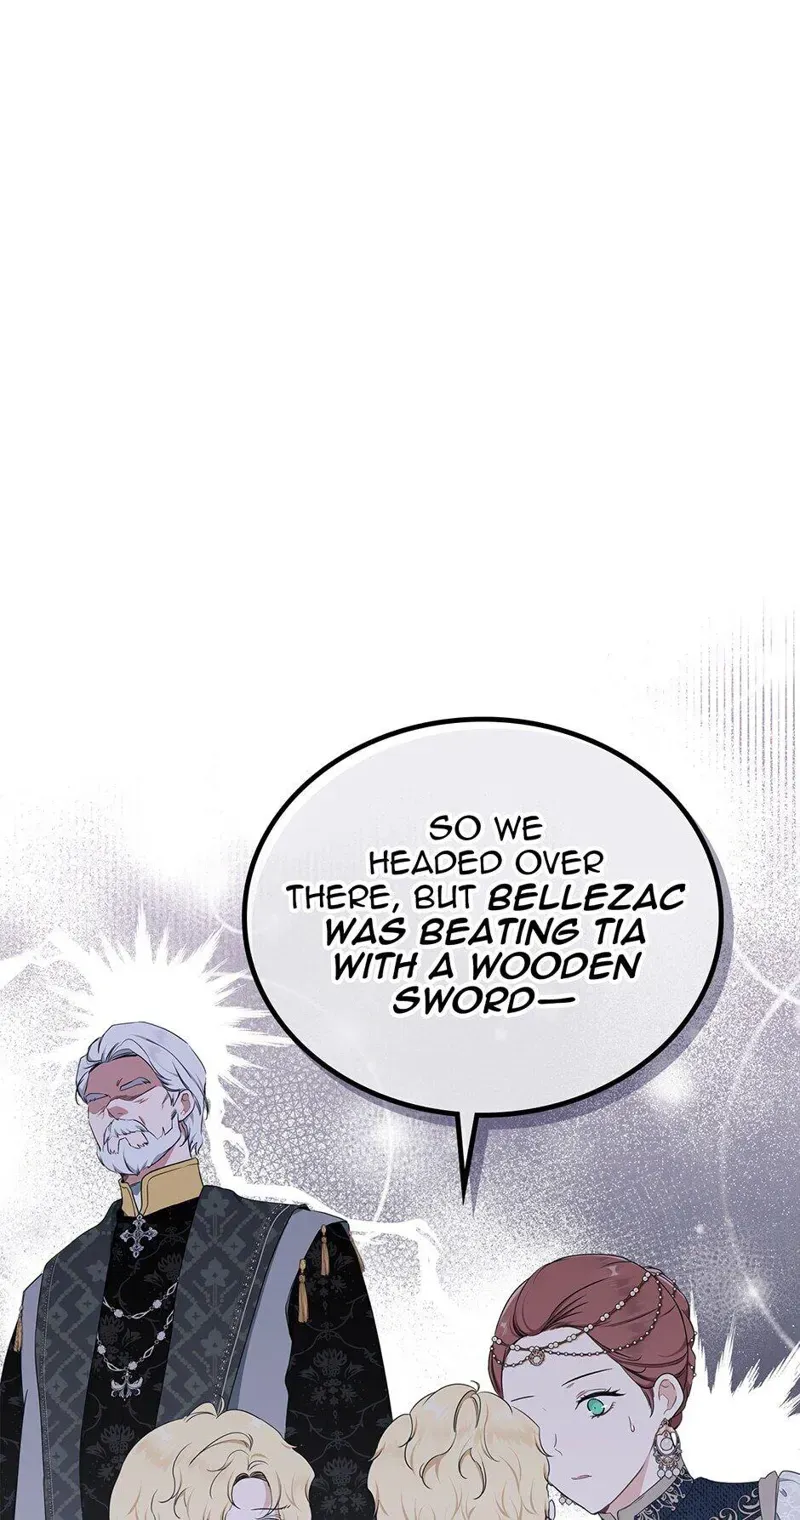 SO WE
HEADED OVER
THERE, BUT BELLEZAC
WAS BEATING TIA
WITH A WOODEN
SWORD—